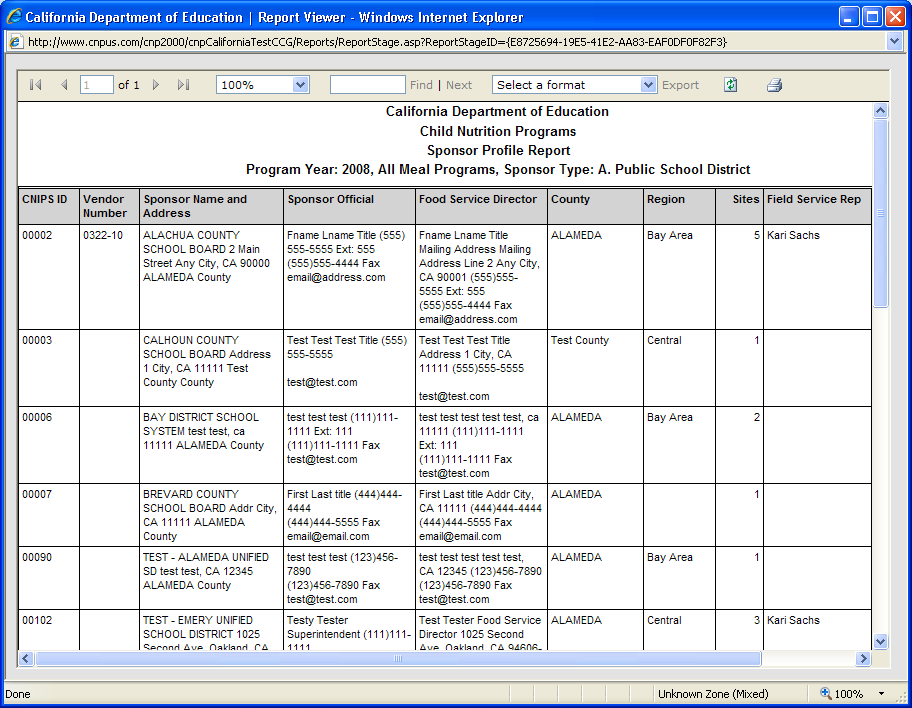 California Department of Education | Report Viewer - Windows Internet Explorer
http://www.cnpus.com/cnp2000/cnpCaliforniaTestCCG/Reports/ReportStage.asp?ReportStageID={E8725694-19E5-41E2-AA83-EAF0DF0F82F3}
1 of 1 100% Find | Next Select a format Export
California Department of Education
Child Nutrition Programs
Sponsor Profile Report
Program Year: 2008, All Meal Programs, Sponsor Type: A. Public School District
CNIPS ID Vendor Sponsor Name and Sponsor Official Food Service Director County Region Sites Field Service Rep
Number Address
00002 0322-10 ALACHUA COUNTY Fname Lname Title (555) Fname Lname Title ALAMEDA Bay Area 5 Kari Sachs
SCHOOL BOARD 2 Main 555-5555 Ext: 555 Mailing Address Mailing
Street Any City, CA 90000 (555)555-4444 Fax Address Line 2 Any City,
ALAMEDA County email@address.com CA 90001 (555)555-
5555 Ext: 555
(555)555-4444 Fax
email@address.com
00003 CALHOUN COUNTY Test Test Test Title (555) Test Test Test Title Test County Central 1
SCHOOL BOARD Address 555-5555 Address 1 City, CA
1 City, CA 11111 Test 11111 (555)555-5555
County County test@test.com
test@test.com
00006 BAY DISTRICT SCHOOL test test test (111)111- test test test test test, ca ALAMEDA Bay Area 2
SYSTEM test test, ca 1111 Ext: 111 11111 (111)111-1111
11111 ALAMEDA County (111)111-1111 Fax Ext: 111
test@test.com (111)111-1111 Fax
test@test.com
00007 BREVARD COUNTY First Last title (444)444- First Last title Addr City, ALAMEDA 1
SCHOOL BOARD Addr City, 4444 CA 11111 (444)444-4444
CA 11111 ALAMEDA (444)444-5555 Fax (444)444-5555 Fax
County email@email.com email@email.com
00090 TEST - ALAMEDA UNIFIED test test test (123)456- test test test test test, ALAMEDA Bay Area 1
SD test test, CA 12345 7890 CA 12345 (123)456-7890
ALAMEDA County (123)456-7890 Fax (123)456-7890 Fax
test@test.com test@test.com
00102 TEST - EMERY UNIFIED Testy Tester Test Tester Food Service ALAMEDA Central 3 Kari Sachs
SCHOOL DISTRICT 1025 Superintendent (111)111- Director 1025 Second
Second Ave, Oakland, CA 1111 Ave, Oakland, CA 94606-
Done Unknown Zone (Mixed) 100%